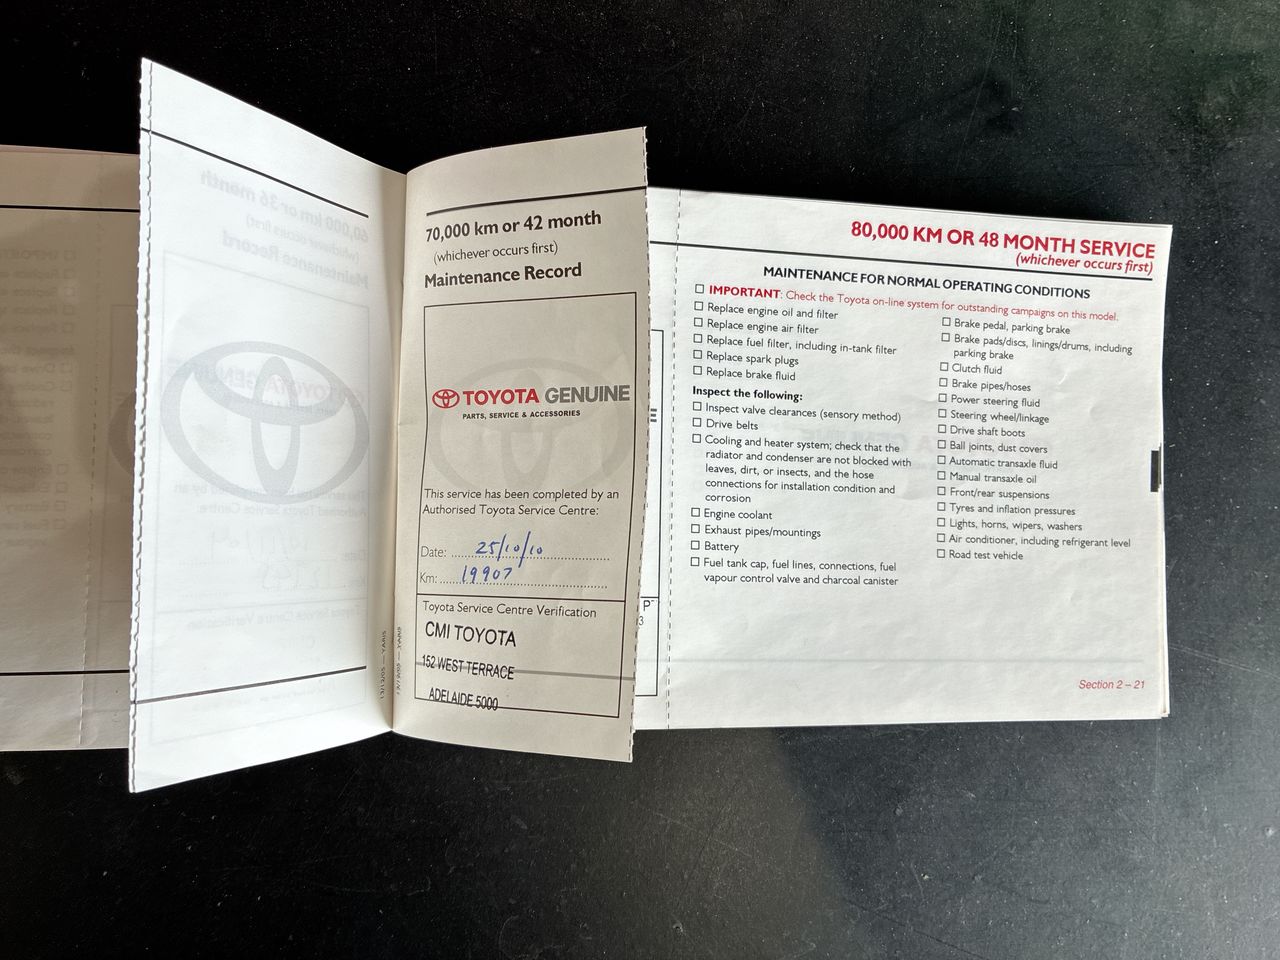 70,000 km or 42 month
(whichever occurs first)
Maintenance Record
TOYOTA GENUINE
PARTS, SERVICE & ACCESSORIES
This service has been completed by an
Authorised Toyota Service Centre:
Date: 25/10/10
Km: 19907
Toyota Service Centre Verification
CMI TOYOTA
152 WEST TERRACE
ADELAIDE 5000
80,000 KM OR 48 MONTH SERVICE
(whichever occurs first)
MAINTENANCE FOR NORMAL OPERATING CONDITIONS
IMPORTANT: Check the Toyota on-line system for outstanding campaigns on this model.
Replace engine oil and filter
Replace engine air filter
Replace fuel filter, including in-tank filter
Replace spark plugs
Replace brake fluid
Inspect the following:
Inspect valve clearances (sensory method)
Drive belts
Cooling and heater system; check that the
radiator and condenser are not blocked with
leaves, dirt, or insects, and the hose
connections for installation condition and
corrosion
Engine coolant
Exhaust pipes/mountings
Battery
Fuel tank cap, fuel lines, connections, fuel
vapour control valve and charcoal canister
Brake pedal, parking brake
Brake pads/discs, linings/drums, including
parking brake
Clutch fluid
Brake pipes/hoses
Power steering fluid
Steering wheel/linkage
Drive shaft boots
Ball joints, dust covers
Automatic transaxle fluid
Manual transaxle oil
Front/rear suspensions
Tyres and inflation pressures
Lights, horns, wipers, washers
Air conditioner, including refrigerant level
Road test vehicle
Section 2 – 21